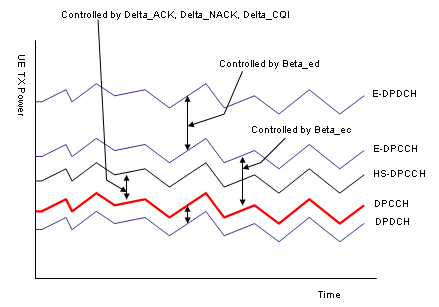 Controlled by Delta_ACK, Delta_NACK, Delta_CQI
Controlled by Beta_ed
Controlled by Beta_ec
UE TX Power
E-DPDCH
E-DPCCH
HS-DPCCH
DPCCH
DPDCH
Time